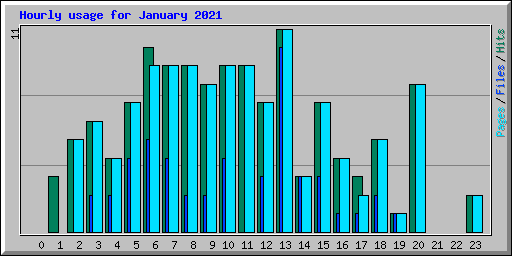 Hourly usage for January 2021
11
Pages/Files/Hits
0 1 2 3 4 5 6 7 8 9 10 11 12 13 14 15 16 17 18 19 20 21 22 23